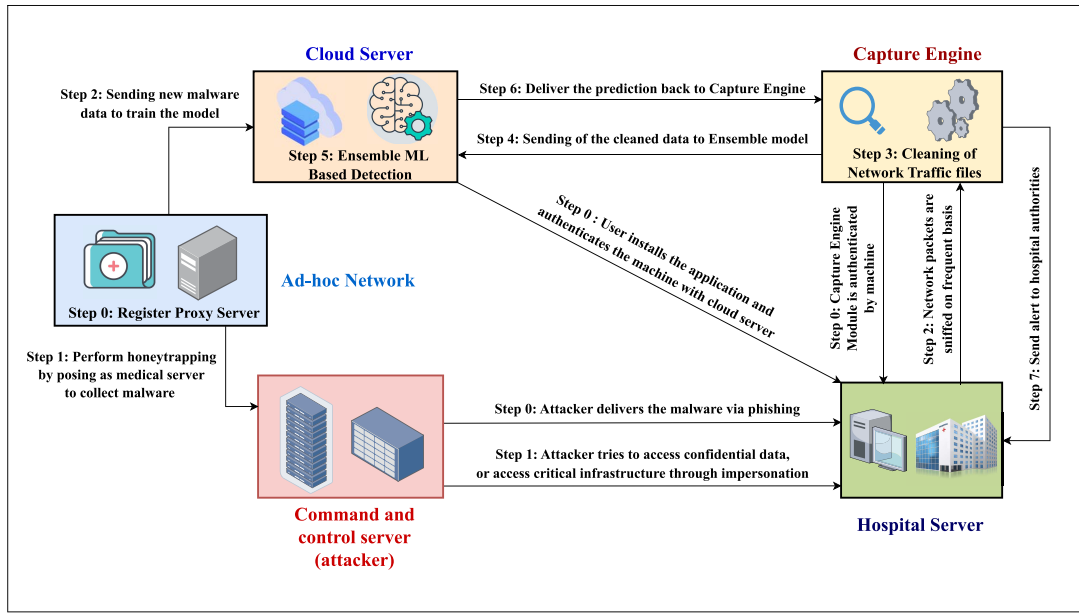 Cloud Server
Capture Engine
Step 2: Sending new malware
data to train the model
Step 6: Deliver the prediction back to Capture Engine
Step 4: Sending of the cleaned data to Ensemble model
Step 5: Ensemble ML
Based Detection
Step 3: Cleaning of
Network Traffic files
Step 0 : User installs the application and
authenticates the machine with cloud server
Step 0: Capture Engine
Module is authenticated
by machine
Step 2: Network packets are
sniffed on frequent basis
Step 7: Send alert to hospital authorities
Ad-hoc Network
Step 0: Register Proxy Server
Step 1: Perform honeytrapping
by posing as medical server
to collect malware
Step 0: Attacker delivers the malware via phishing
Step 1: Attacker tries to access confidential data,
or access critical infrastructure through impersonation
Command and
control server
(attacker)
Hospital Server